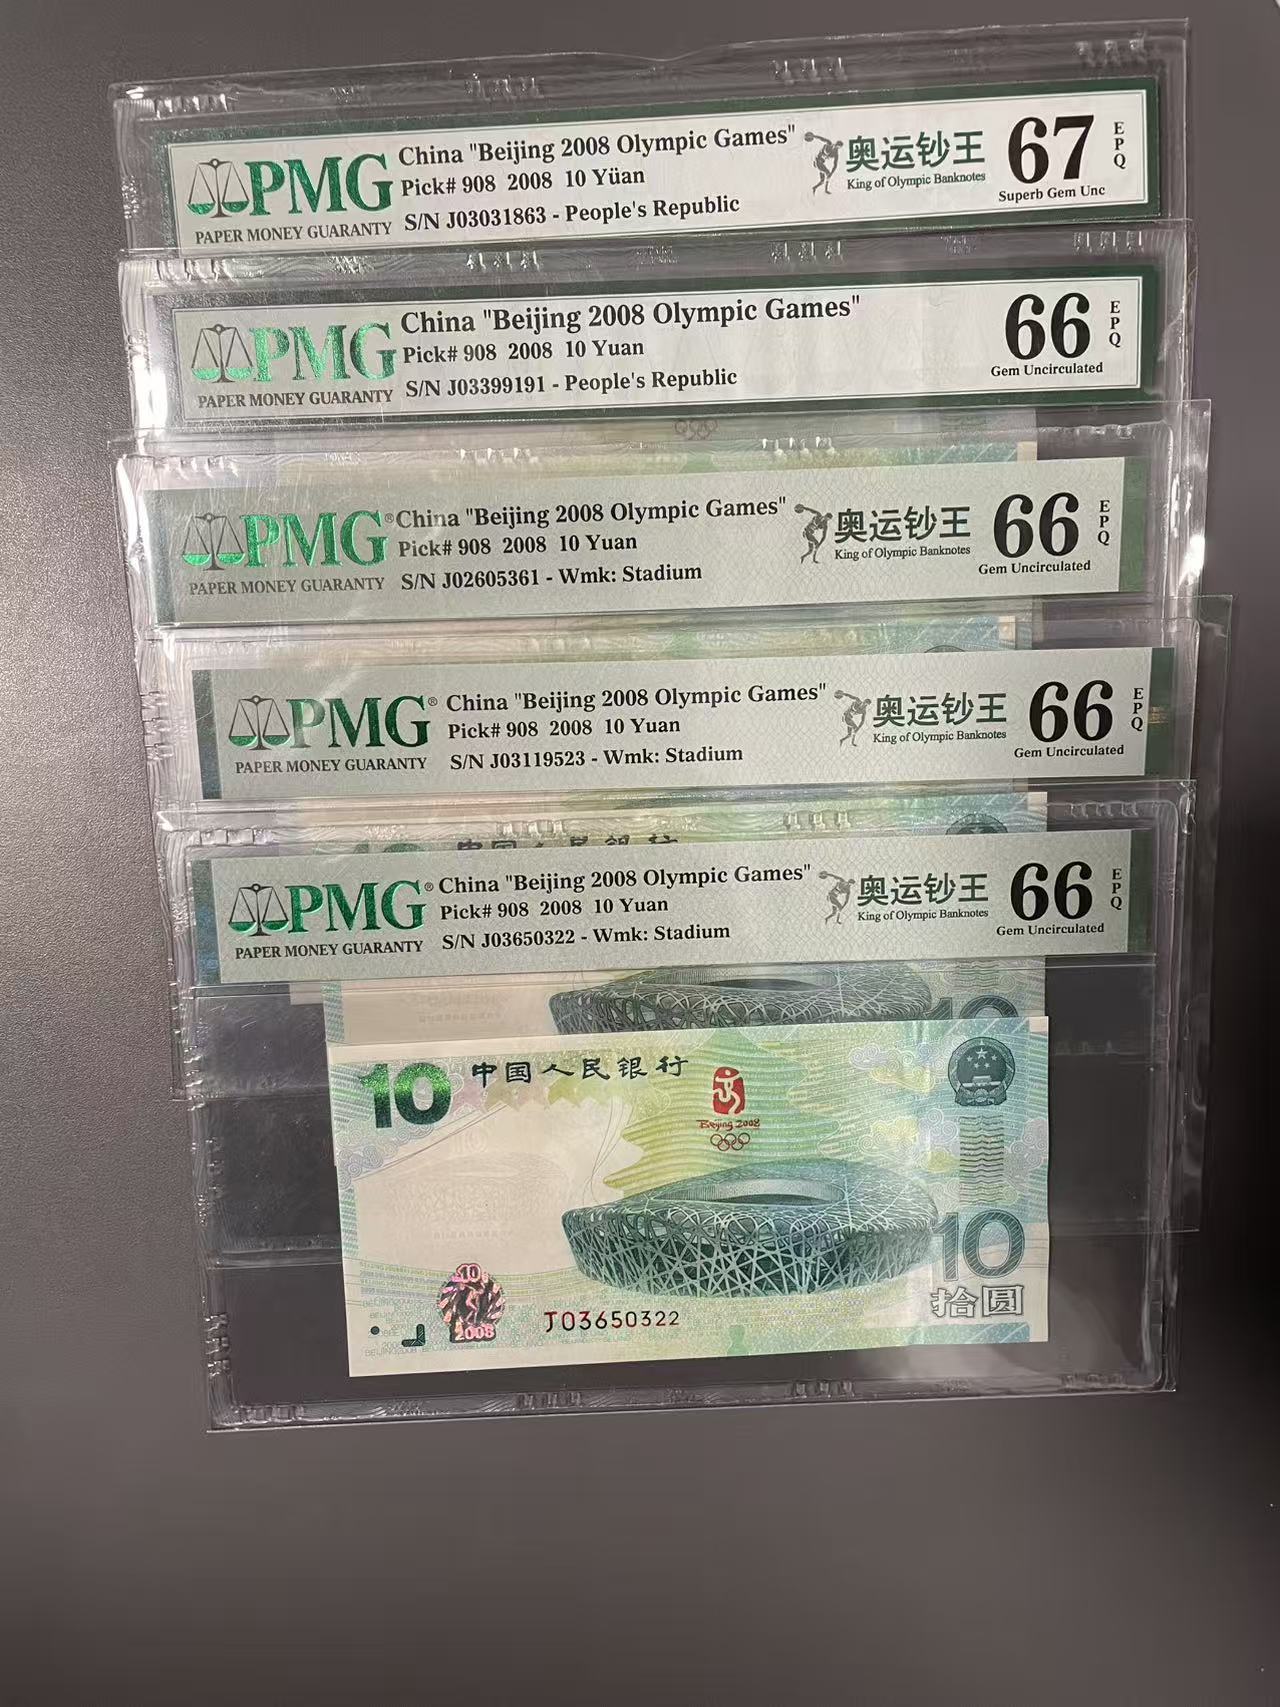 PMG
PAPER MONEY GUARANTY
China "Beijing 2008 Olympic Games"
Pick# 908 2008 10 Yüan
S/N J03031863 - People's Republic
奥运钞王
King of Olympic Banknotes
67
EPQ
Superb Gem Unc
PMG
PAPER MONEY GUARANTY
China "Beijing 2008 Olympic Games"
Pick# 908 2008 10 Yuan
S/N J03399191 - People's Republic
66
EPQ
Gem Uncirculated
PMG®
PAPER MONEY GUARANTY
China "Beijing 2008 Olympic Games"
Pick# 908 2008 10 Yuan
S/N J02605361 - Wmk: Stadium
奥运钞王
King of Olympic Banknotes
66
EPQ
Gem Uncirculated
PMG®
PAPER MONEY GUARANTY
China "Beijing 2008 Olympic Games"
Pick# 908 2008 10 Yuan
S/N J03119523 - Wmk: Stadium
奥运钞王
King of Olympic Banknotes
66
EPQ
Gem Uncirculated
PMG®
PAPER MONEY GUARANTY
China "Beijing 2008 Olympic Games"
Pick# 908 2008 10 Yuan
S/N J03650322 - Wmk: Stadium
奥运钞王
King of Olympic Banknotes
66
EPQ
Gem Uncirculated
10
10
中国人民银行
Beijing 2008
10
拾圆
10
2008
J03650322